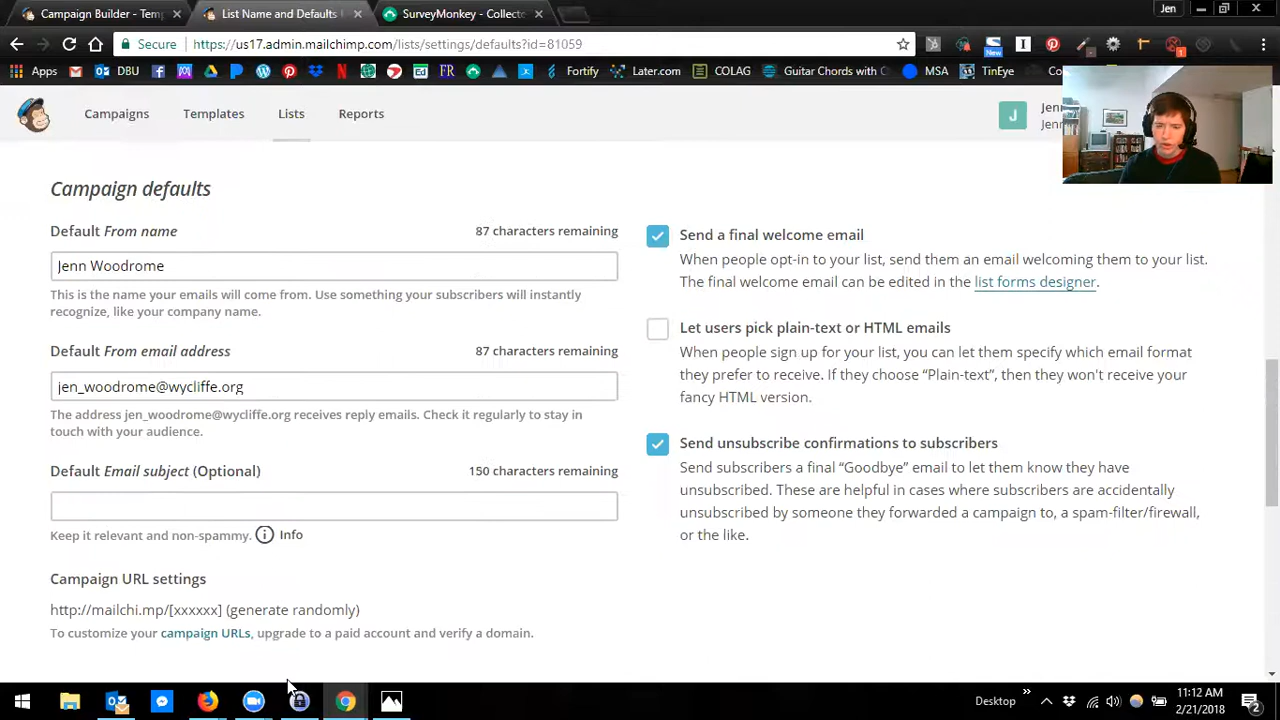 Campaign Builder - Temp
List Name and Defaults
SurveyMonkey - Collect
Jen
Secure
https://us17.admin.mailchimp.com/lists/settings/defaults?id=81059
New
Apps
DBU
Fortify
Later.com
COLAG
Guitar Chords with C
MSA
TinEye
Co
Campaigns
Templates
Lists
Reports
J
Jenn
Campaign defaults
Default From name
87 characters remaining
Jenn Woodrome
This is the name your emails will come from. Use something your subscribers will instantly
recognize, like your company name.
Default From email address
87 characters remaining
jen_woodrome@wycliffe.org
The address jen_woodrome@wycliffe.org receives reply emails. Check it regularly to stay in
touch with your audience.
Default Email subject (Optional)
150 characters remaining
Keep it relevant and non-spammy.
Info
Campaign URL settings
http://mailchi.mp/[xxxxxx] (generate randomly)
To customize your campaign URLs, upgrade to a paid account and verify a domain.
Send a final welcome email
When people opt-in to your list, send them an email welcoming them to your list.
The final welcome email can be edited in the list forms designer.
Let users pick plain-text or HTML emails
When people sign up for your list, you can let them specify which email format
they prefer to receive. If they choose “Plain-text”, then they won't receive your
fancy HTML version.
Send unsubscribe confirmations to subscribers
Send subscribers a final “Goodbye” email to let them know they have
unsubscribed. These are helpful in cases where subscribers are accidentally
unsubscribed by someone they forwarded a campaign to, a spam-filter/firewall,
or the like.
Desktop
11:12 AM
2/21/2018
2